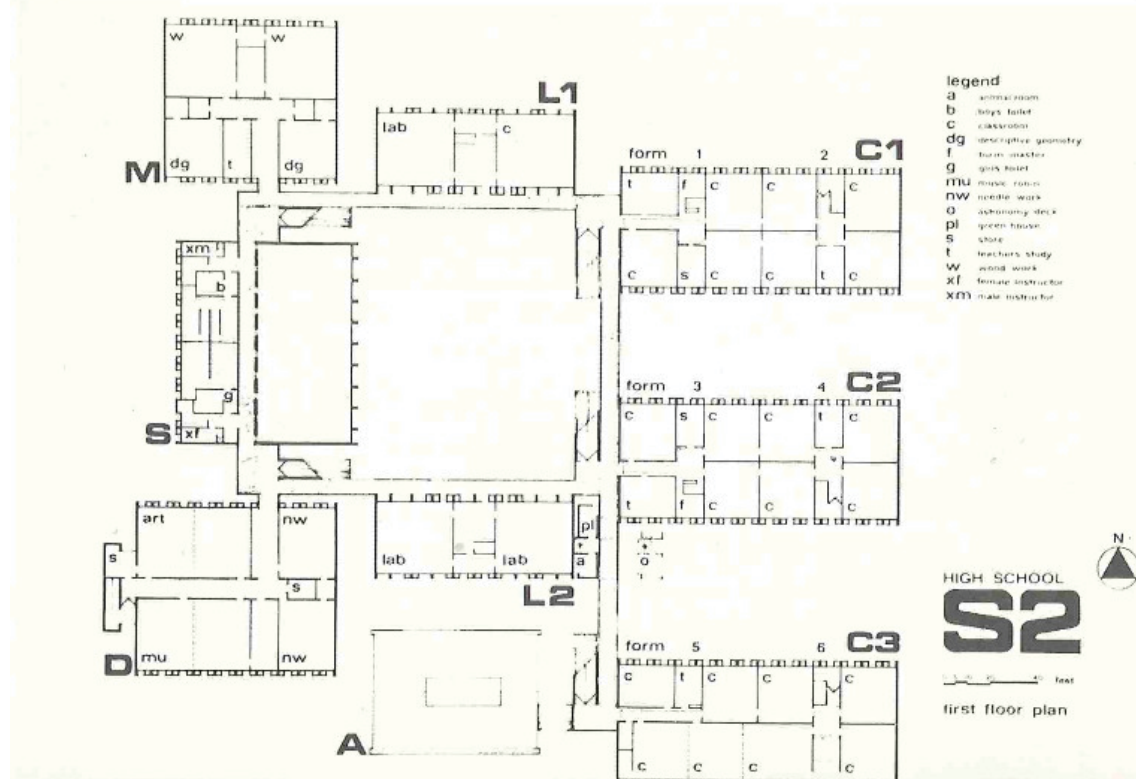 w w
L1
lab c
dg t dg
M
form 1 2 C1
t f c c c
c s c c t c
legend
a animal room
b boys toilet
c classroom
dg descriptive geometry
f form master
g girls toilet
mu music room
nw needle work
o astronomy deck
pl green house
s store
t teachers study
w wood work
xf female instructor
xm male instructor
xm
b
g
S xf
form 3 4 C2
c s c c t c
t f c c c
art nw
s
s
mu nw
D
lab lab
pl
a
L2
o
N
HIGH SCHOOL
S2
feet
first floor plan
form 5 6 C3
c t c c c
c c c c
A